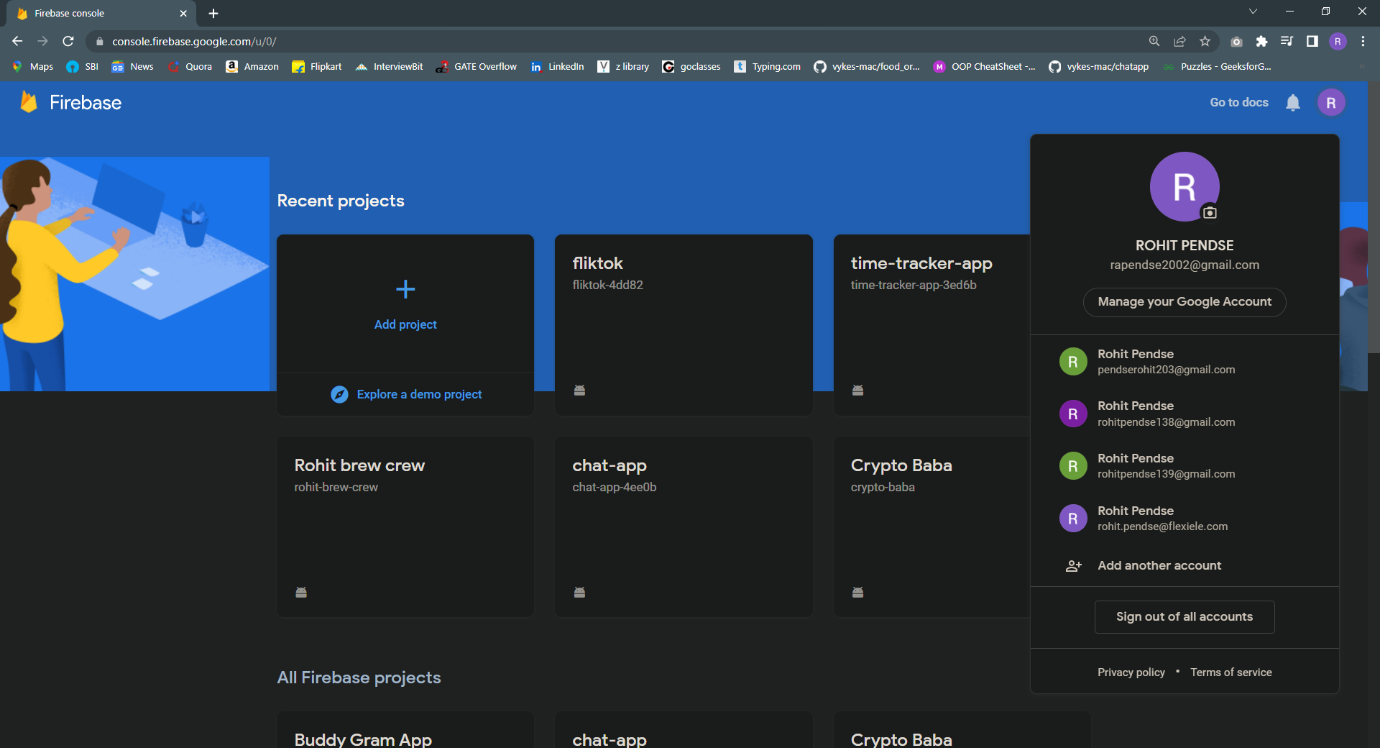 Firebase console
console.firebase.google.com/u/0/
R
Maps
SBI
News
Quora
Amazon
Flipkart
InterviewBit
GATE Overflow
LinkedIn
z library
goclasses
Typing.com
vykes-mac/food_or...
OOP CheatSheet -...
vykes-mac/chatapp
Puzzles - GeeksforG...
Firebase
Go to docs
R
Recent projects
Add project
Explore a demo project
fliktok
fliktok-4dd82
time-tracker-app
time-tracker-app-3ed6b
Rohit brew crew
rohit-brew-crew
chat-app
chat-app-4ee0b
Crypto Baba
crypto-baba
All Firebase projects
Buddy Gram App
chat-app
Crypto Baba
R
ROHIT PENDSE
rapendse2002@gmail.com
Manage your Google Account
R
Rohit Pendse
pendserohit203@gmail.com
R
Rohit Pendse
rohitpendse138@gmail.com
R
Rohit Pendse
rohitpendse139@gmail.com
R
Rohit Pendse
rohit.pendse@flexiele.com
Add another account
Sign out of all accounts
Privacy policy • Terms of service